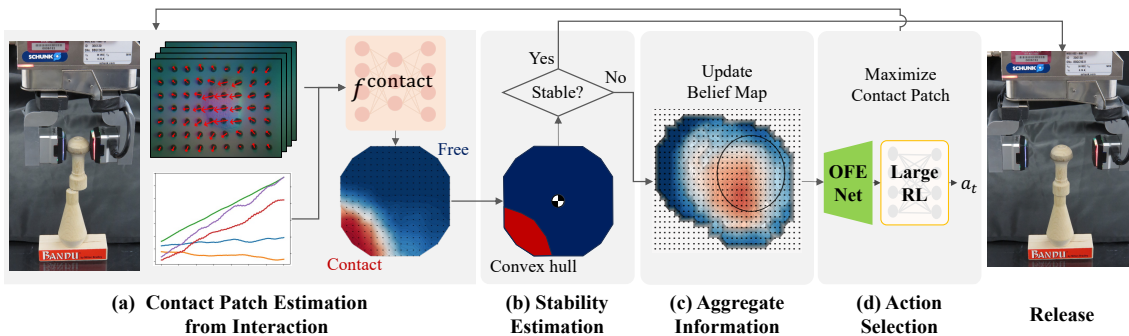 SCHUNK
BANDU
f contact
Free
Contact
(a) Contact Patch Estimation
from Interaction
Yes
No
Stable?
Convex hull
(b) Stability
Estimation
Update
Belief Map
(c) Aggregate
Information
Maximize
Contact Patch
OFE
Net
Large
RL
a_t
(d) Action
Selection
SCHUNK
BANDU
Release